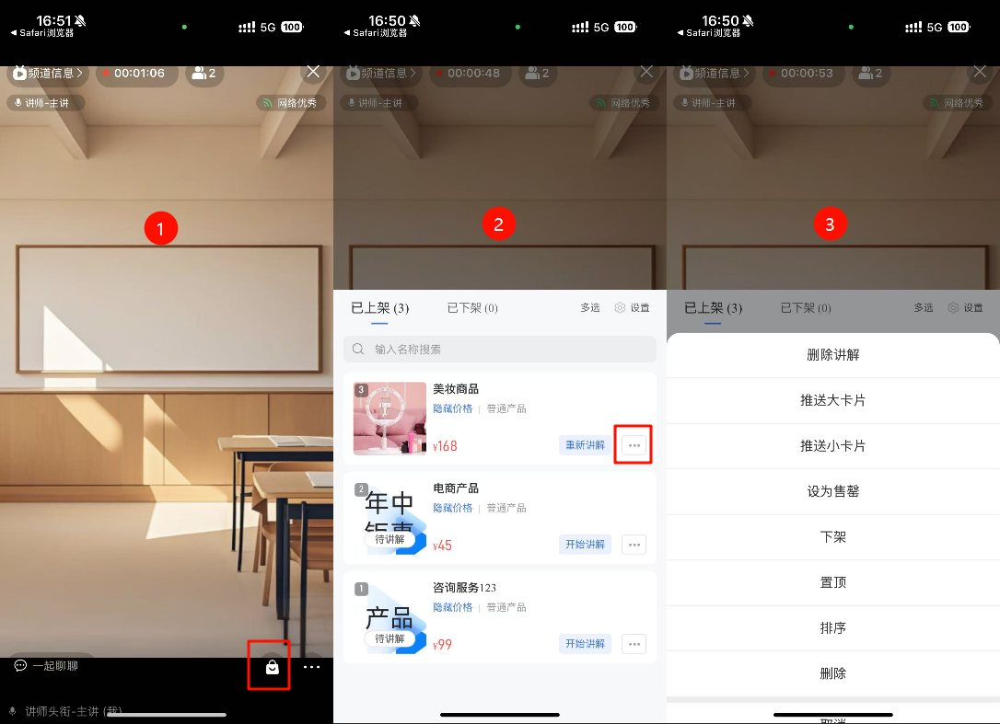 16:51
Safari浏览器
5G 100
频道信息
00:01:06
2
讲师-主讲
网络优秀
1
一起聊聊
讲师头衔-主讲 (我)
16:50
Safari浏览器
5G 100
频道信息
00:00:48
2
讲师-主讲
网络优秀
2
已上架 (3)
已下架 (0)
多选
设置
输入名称搜索
3
美妆商品
隐藏价格 | 普通产品
¥168
重新讲解
2
年中
钜惠
待讲解
电商产品
隐藏价格 | 普通产品
¥45
开始讲解
1
产品
待讲解
咨询服务123
隐藏价格 | 普通产品
¥99
开始讲解
16:50
Safari浏览器
5G 100
频道信息
00:00:53
2
讲师-主讲
网络优秀
3
已上架 (3)
已下架 (0)
多选
设置
删除讲解
推送大卡片
推送小卡片
设为售罄
下架
置顶
排序
删除
取消